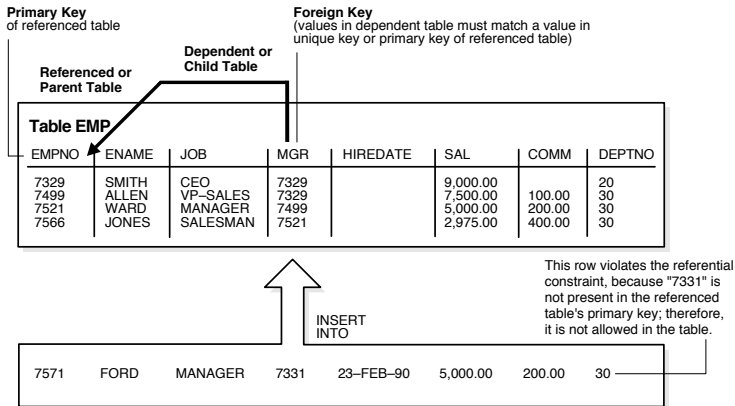 Primary Key
of referenced table
Foreign Key
(values in dependent table must match a value in
unique key or primary key of referenced table)
Dependent or
Child Table
Referenced or
Parent Table
Table EMP
EMPNO ENAME JOB MGR HIREDATE SAL COMM DEPTNO
7329 SMITH CEO 7329 9,000.00 20
7499 ALLEN VP–SALES 7329 7,500.00 100.00 30
7521 WARD MANAGER 7499 5,000.00 200.00 30
7566 JONES SALESMAN 7521 2,975.00 400.00 30
This row violates the referential
constraint, because "7331" is
not present in the referenced
table's primary key; therefore,
it is not allowed in the table.
INSERT
INTO
7571 FORD MANAGER 7331 23–FEB–90 5,000.00 200.00 30